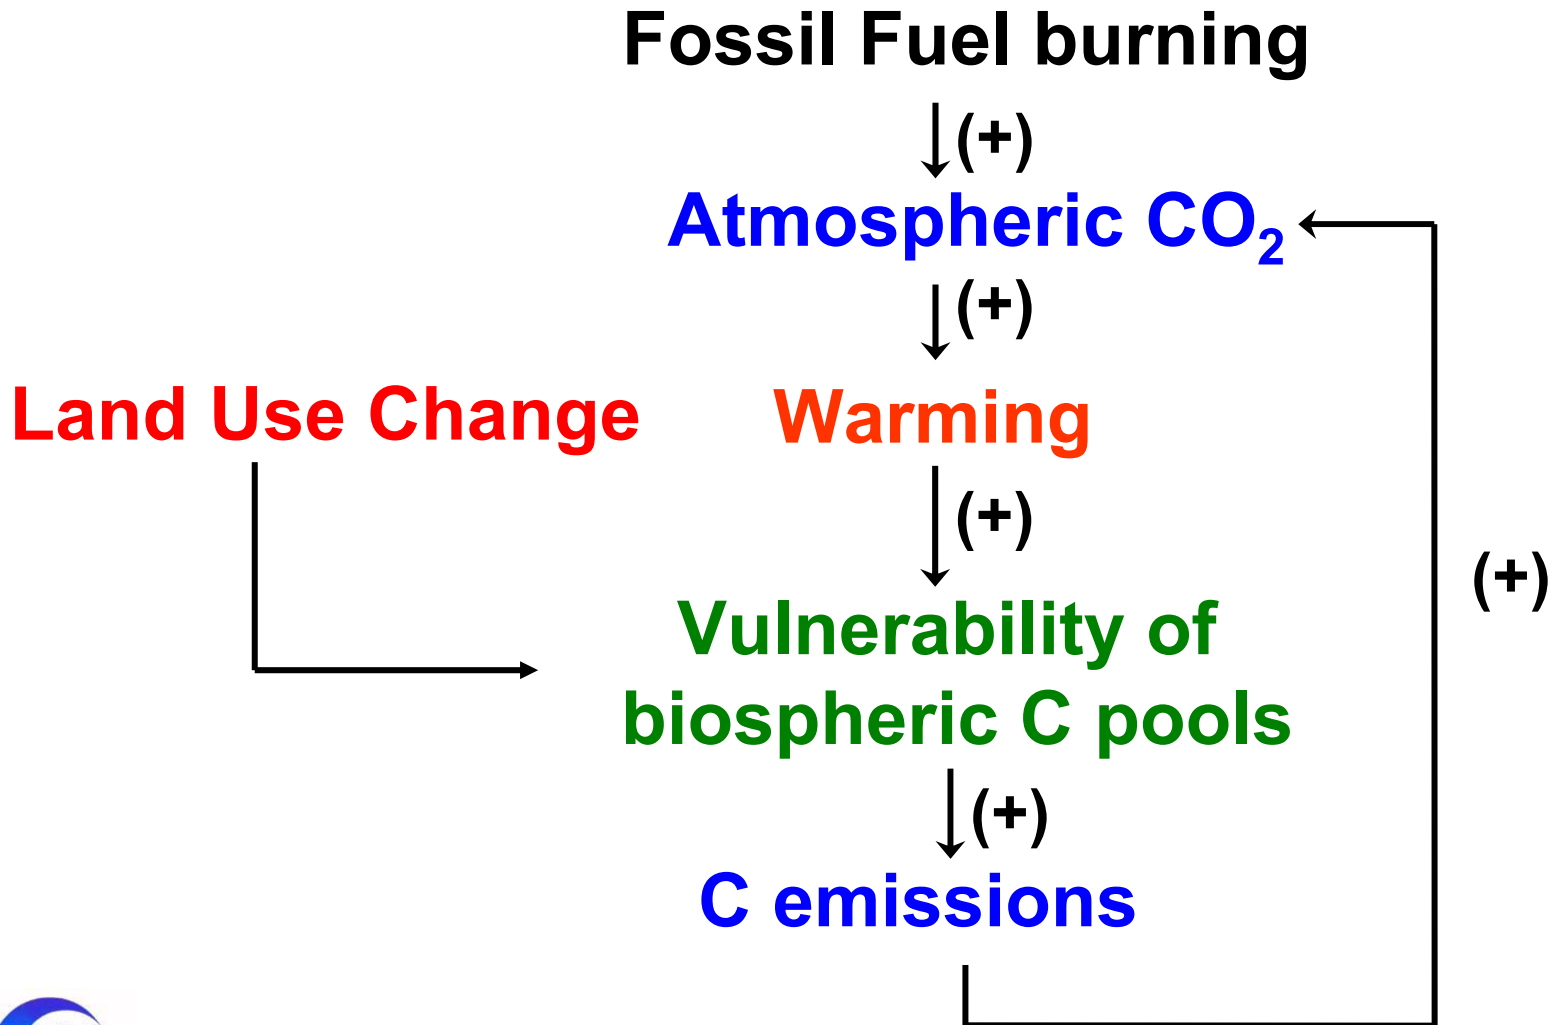 Fossil Fuel burning
(+)
Atmospheric CO₂
(+)
Land Use Change
Warming
(+)
(+)
Vulnerability of
biospheric C pools
(+)
C emissions